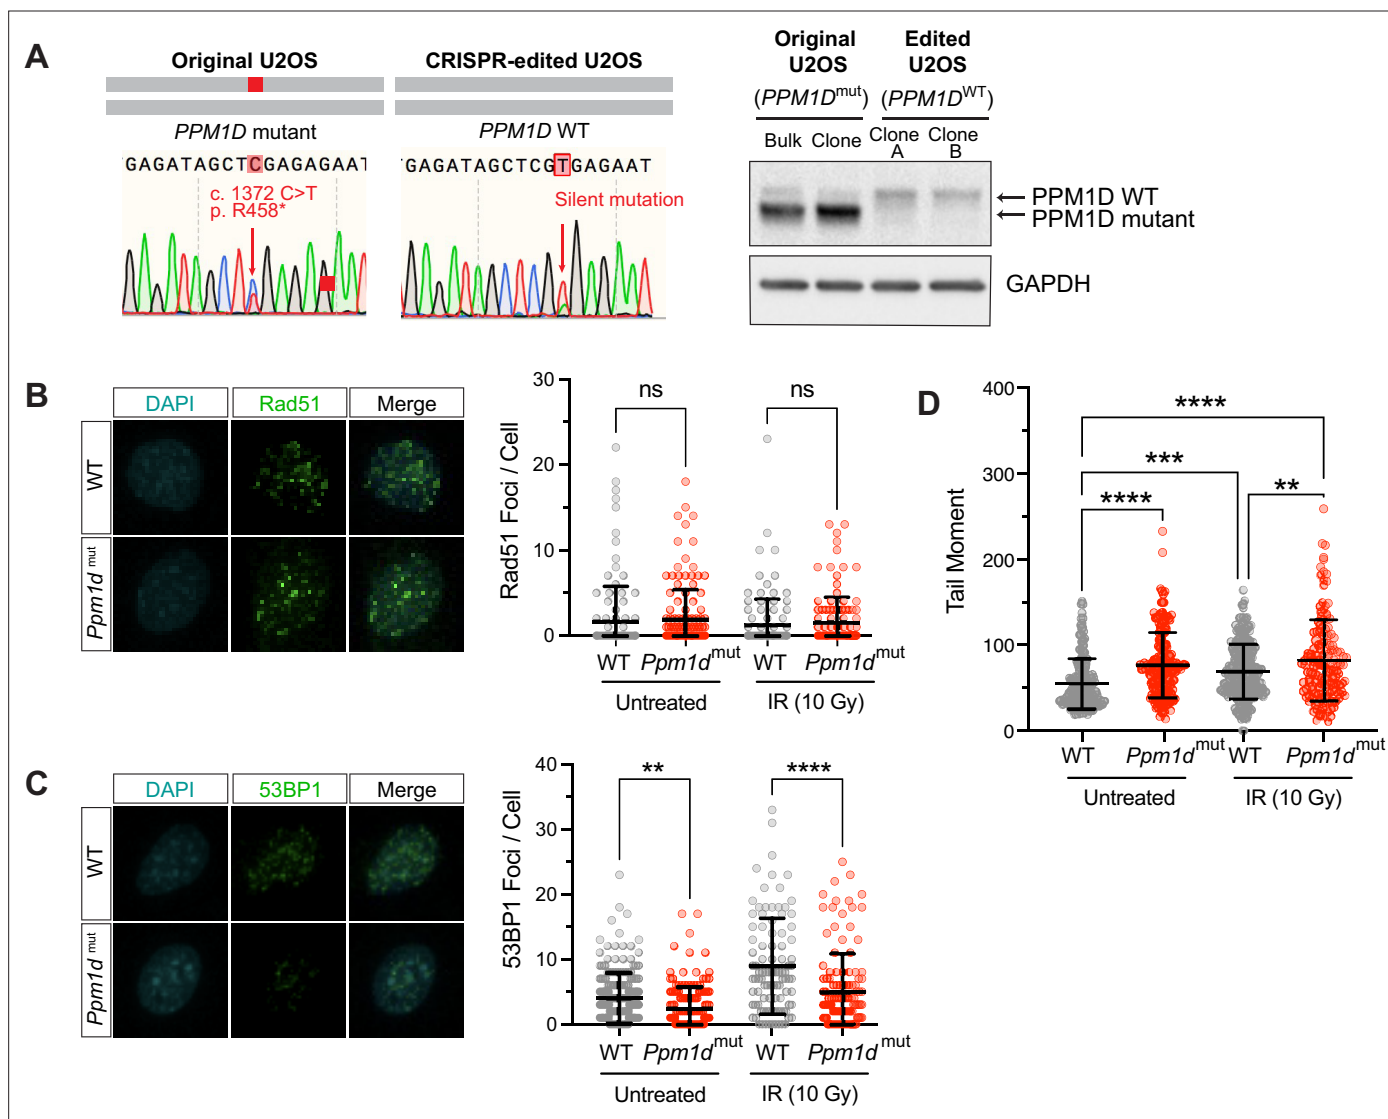 A
Original U2OS
CRISPR-edited U2OS
PPM1D mutant
PPM1D WT
GAGATAGCTCGAGAGAAT
GAGATAGCTCGTGAGAAT
c. 1372 C>T
p. R458*
Silent mutation
Original
U2OS
Edited
U2OS
(PPM1Dmut)
(PPM1DWT)
Bulk
Clone
Clone
A
Clone
B
PPM1D WT
PPM1D mutant
GAPDH
B
DAPI
Rad51
Merge
WT
Ppm1d mut
Rad51 Foci / Cell
30
20
10
0
ns
ns
WT
Ppm1dmut
WT
Ppm1dmut
Untreated
IR (10 Gy)
C
DAPI
53BP1
Merge
WT
Ppm1d mut
53BP1 Foci / Cell
40
30
20
10
0
**
****
WT
Ppm1dmut
WT
Ppm1dmut
Untreated
IR (10 Gy)
D
Tail Moment
400
300
200
100
0
****
***
****
**
WT
Ppm1dmut
WT
Ppm1dmut
Untreated
IR (10 Gy)